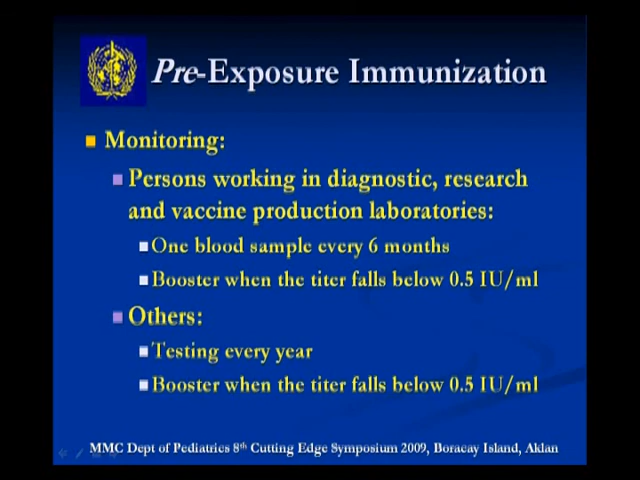 Pre-Exposure Immunization
Monitoring:
Persons working in diagnostic, research
and vaccine production laboratories:
One blood sample every 6 months
Booster when the titer falls below 0.5 IU/ml
Others:
Testing every year
Booster when the titer falls below 0.5 IU/ml
MMC Dept of Pediatrics 8th Cutting Edge Symposium 2009, Boracay Island, Aklan